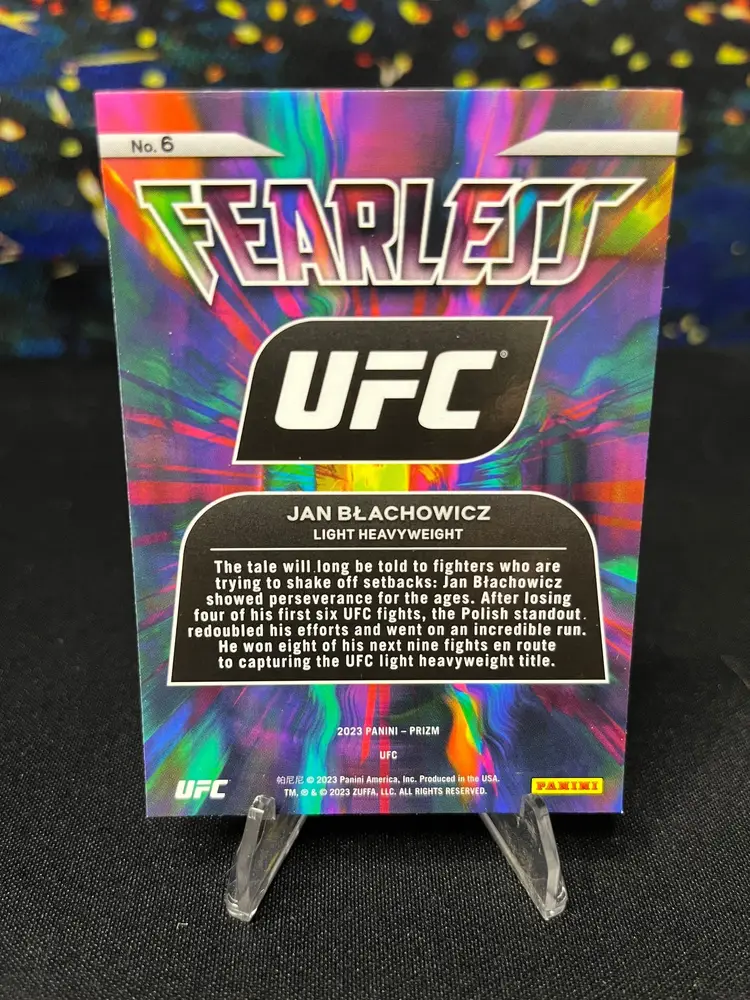 No. 6
FEARLESS
UFC®
JAN BŁACHOWICZ
LIGHT HEAVYWEIGHT
The tale will long be told to fighters who are
trying to shake off setbacks: Jan Błachowicz
showed perseverance for the ages. After losing
four of his first six UFC fights, the Polish standout
redoubled his efforts and went on an incredible run.
He won eight of his next nine fights en route
to capturing the UFC light heavyweight title.
2023 PANINI – PRIZM
UFC
帕尼尼 © 2023 Panini America, Inc. Produced in the USA.
TM, ® & © 2023 ZUFFA, LLC. ALL RIGHTS RESERVED.
UFC
PANINI